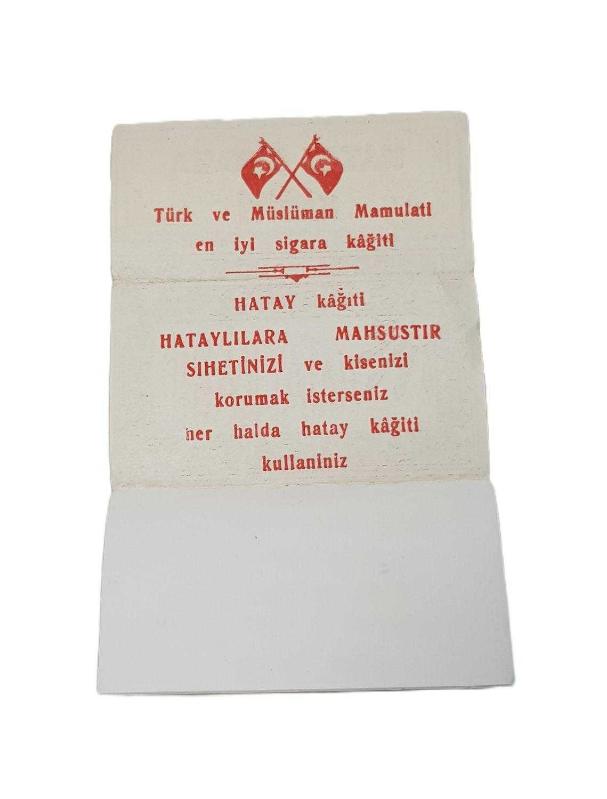 Türk ve Müslüman Mamulati
en iyi sigara kâğiti
HATAY kâğıti
HATAYLILARA MAHSUSTIR
SIHETİNİZİ ve kisenizi
korumak isterseniz
her halda hatay kâğiti
kullaniniz